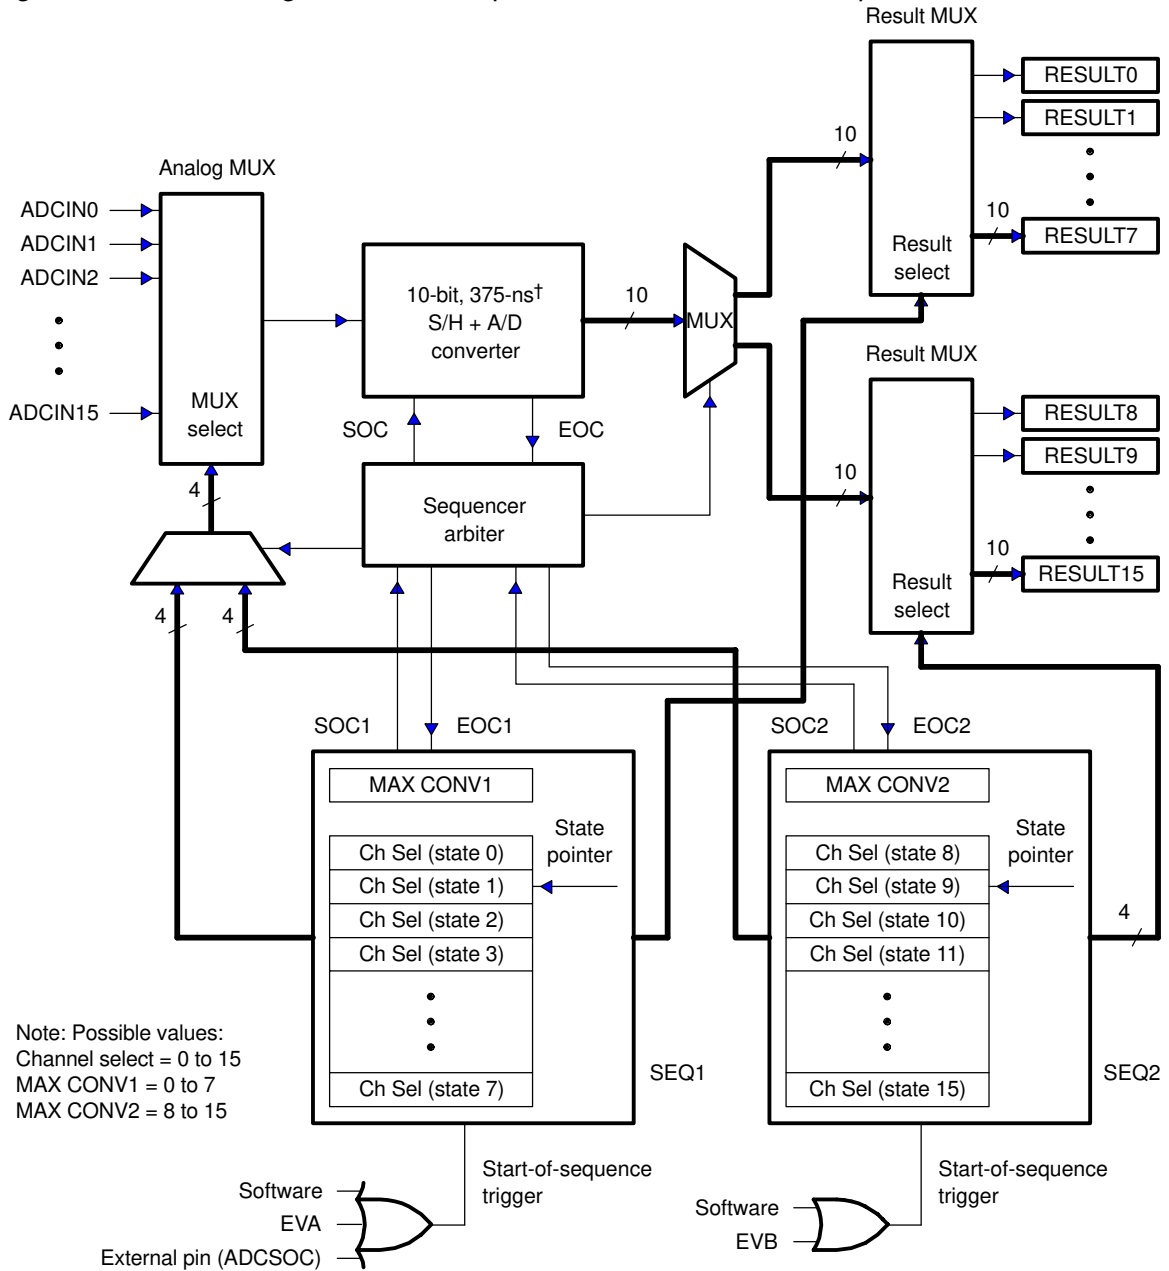 Result MUX
RESULT0
RESULT1
10
Analog MUX
10
ADCIN0
RESULT7
ADCIN1
Result
select
ADCIN2
10-bit, 375-ns†
S/H + A/D
converter
10
MUX
Result MUX
MUX
select
ADCIN15
SOC
EOC
RESULT8
RESULT9
10
4
Sequencer
arbiter
10
RESULT15
Result
select
4
4
SOC1
EOC1
SOC2
EOC2
MAX CONV1
MAX CONV2
State
pointer
State
pointer
Ch Sel (state 0)
Ch Sel (state 1)
Ch Sel (state 2)
Ch Sel (state 3)
Ch Sel (state 7)
Ch Sel (state 8)
Ch Sel (state 9)
Ch Sel (state 10)
Ch Sel (state 11)
Ch Sel (state 15)
4
Note: Possible values:
Channel select = 0 to 15
MAX CONV1 = 0 to 7
MAX CONV2 = 8 to 15
SEQ1
SEQ2
Start-of-sequence
trigger
Start-of-sequence
trigger
Software
EVA
External pin (ADCSOC)
Software
EVB